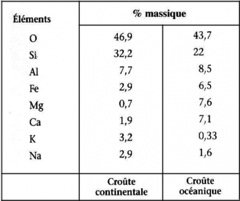 Éléments
% massique
O 46,9 43,7
Si 32,2 22
Al 7,7 8,5
Fe 2,9 6,5
Mg 0,7 7,6
Ca 1,9 7,1
K 3,2 0,33
Na 2,9 1,6
Croûte continentale Croûte océanique